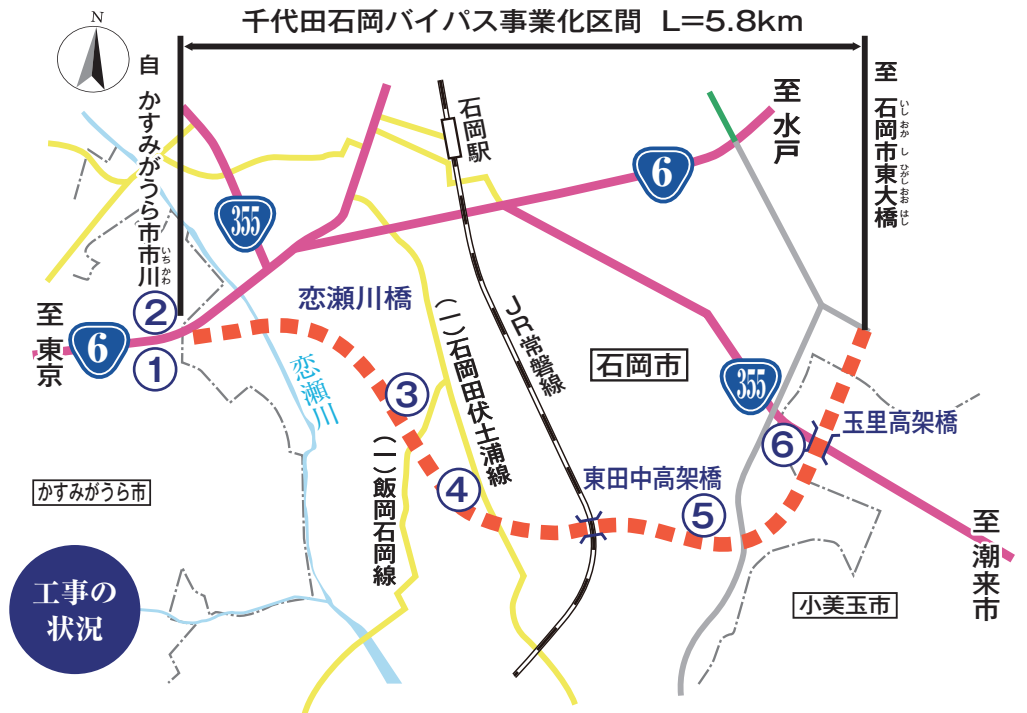 千代田石岡バイパス事業化区間 L=5.8km
N
自 かすみがうら市市川
いちかわ
至 石岡市東大橋
いしおかしひがしおおはし
石岡駅
至 水戸
6
355
恋瀬川橋
(一)石岡田伏土浦線
JR常磐線
②
至 東京
6
①
恋瀬川
③
石岡市
355
⑥
玉里高架橋
(一)飯岡石岡線
④
東田中高架橋
⑤
かすみがうら市
至 潮来市
工事の
状況
小美玉市